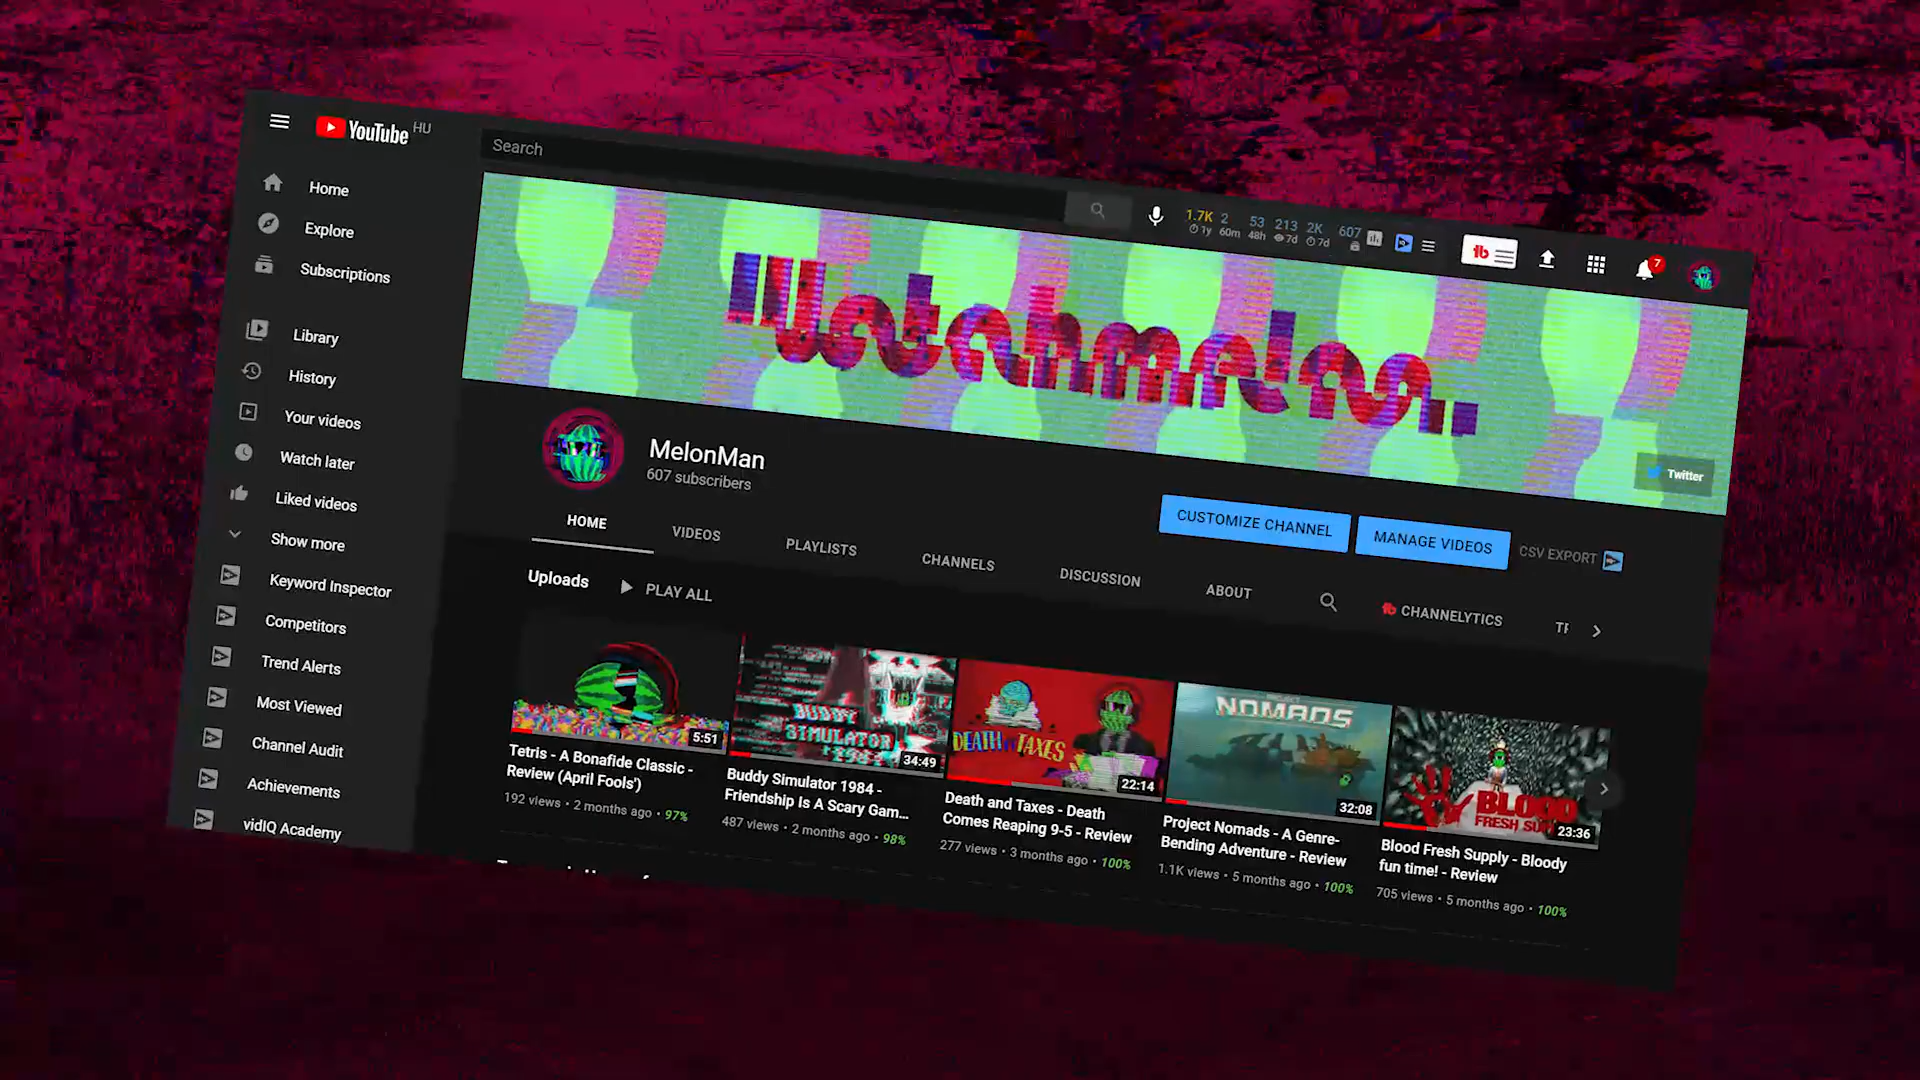 YouTube HU
Search
1.7K 2 53 213 2K 607
1y 60m 48h 7d 7d
7
Home
Explore
Subscriptions
Library
History
Your videos
Watch later
Liked videos
Show more
Keyword Inspector
Competitors
Trend Alerts
Most Viewed
Channel Audit
Achievements
vidIQ Academy
Watchmelon
Twitter
MelonMan
607 subscribers
CUSTOMIZE CHANNEL
MANAGE VIDEOS
CSV EXPORT
HOME
VIDEOS
PLAYLISTS
CHANNELS
DISCUSSION
ABOUT
CHANNELYTICS
Uploads
PLAY ALL
5:51
Tetris - A Bonafide Classic -
Review (April Fools')
192 views • 2 months ago • 97%
BUDDY
SIMULATOR
1984
34:49
Buddy Simulator 1984 -
Friendship Is A Scary Gam...
487 views • 2 months ago • 98%
DEATH AND TAXES
22:14
Death and Taxes - Death
Comes Reaping 9-5 - Review
277 views • 3 months ago • 100%
NOMADS
32:08
Project Nomads - A Genre-
Bending Adventure - Review
1.1K views • 5 months ago • 100%
BLOOD
FRESH SUPPLY
23:36
Blood Fresh Supply - Bloody
fun time! - Review
705 views • 5 months ago • 100%